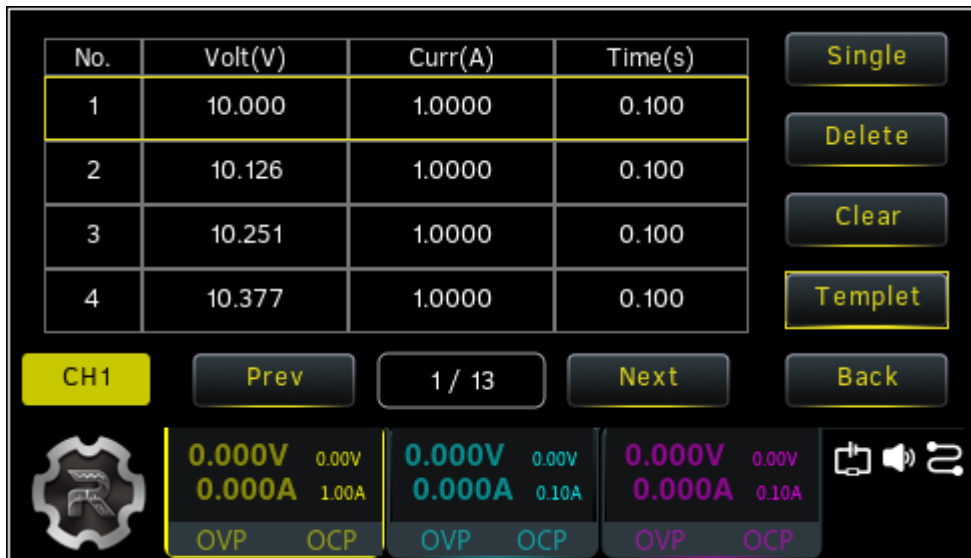 No. Volt(V) Curr(A) Time(s) Single
1 10.000 1.0000 0.100
Delete
2 10.126 1.0000 0.100
3 10.251 1.0000 0.100 Clear
4 10.377 1.0000 0.100 Templet
CH1 Prev 1 / 13 Next Back
0.000V 0.00V 0.000V 0.00V 0.000V 0.00V
0.000A 1.00A 0.000A 0.10A 0.000A 0.10A
OVP OCP OVP OCP OVP OCP
R